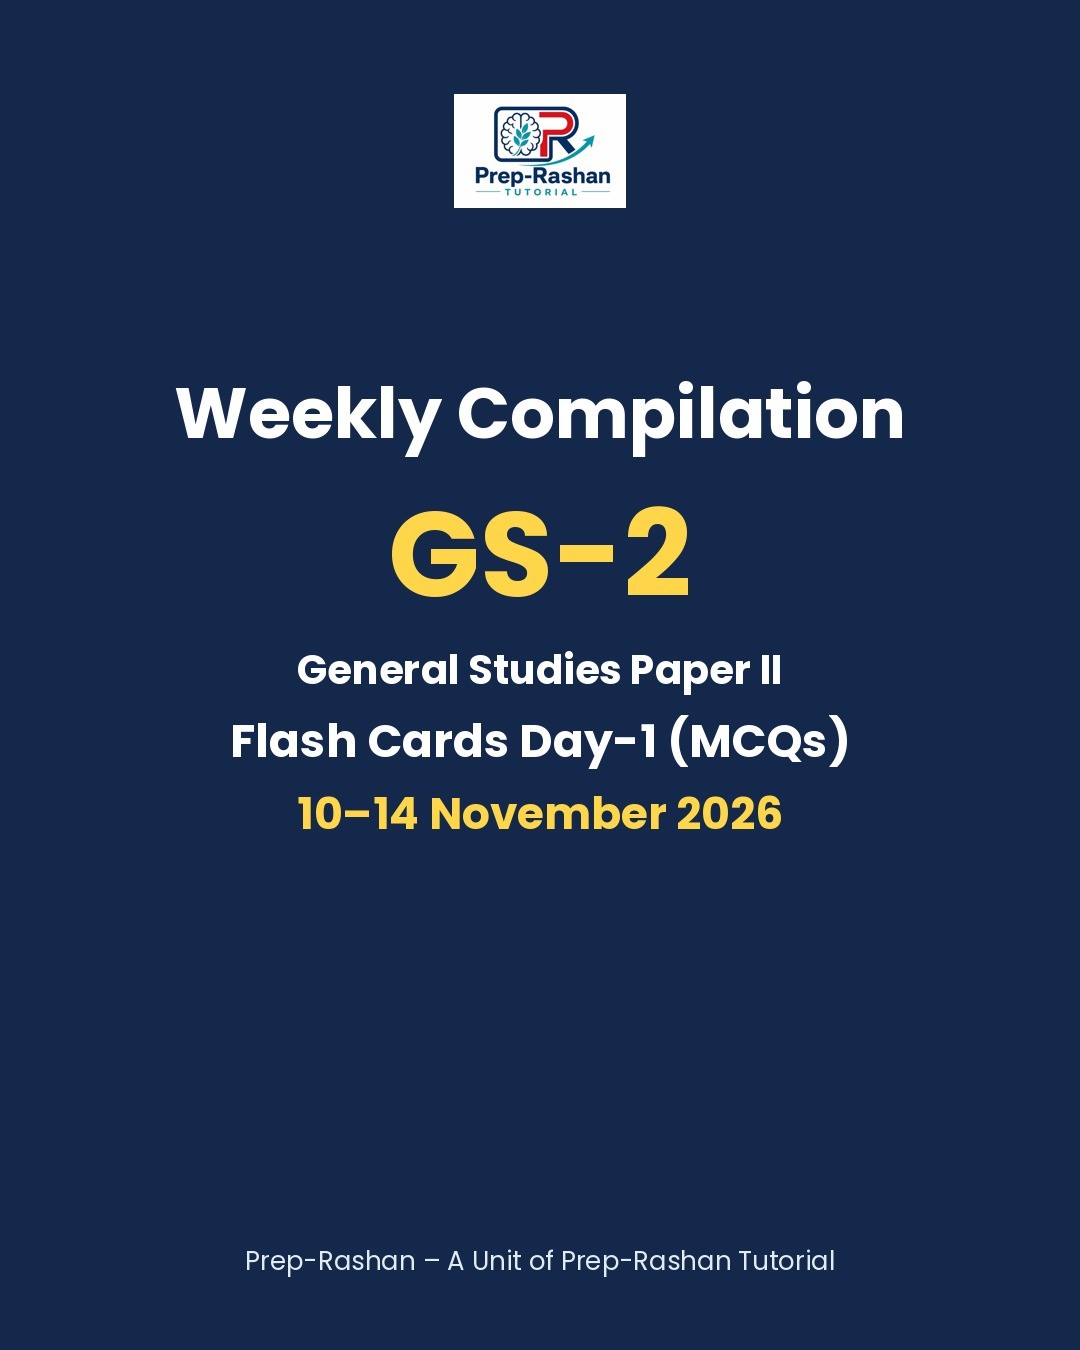 PR
Prep-Rashan
TUTORIAL
Weekly Compilation
GS-2
General Studies Paper II
Flash Cards Day-1 (MCQs)
10–14 November 2026
Prep-Rashan – A Unit of Prep-Rashan Tutorial